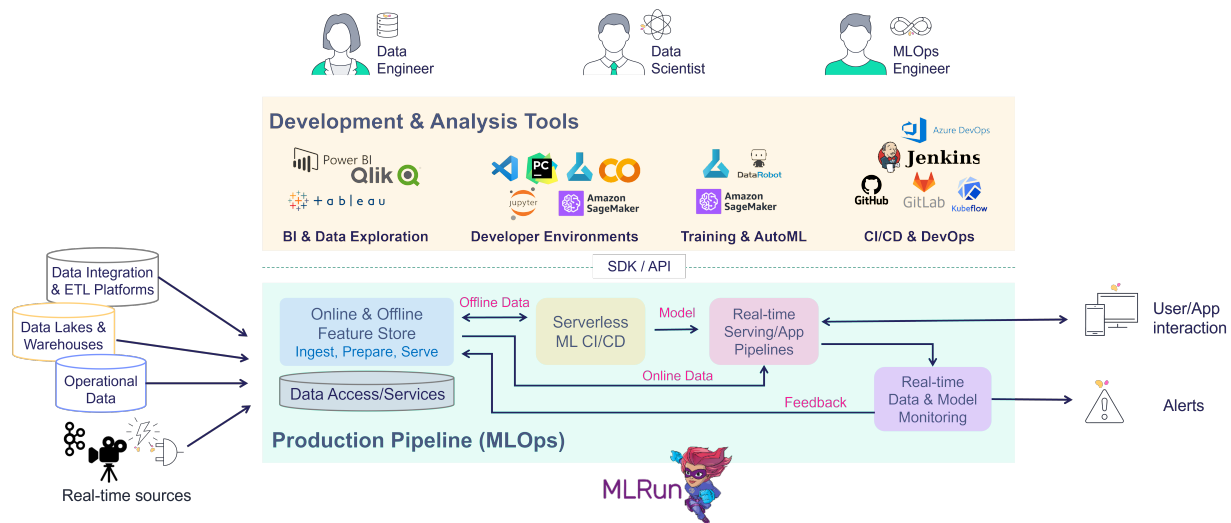 Data
Engineer
Data
Scientist
MLOps
Engineer
Development & Analysis Tools
Power BI
Qlik
+ableau
BI & Data Exploration
PC
jupyter
Amazon
SageMaker
Developer Environments
DataRobot
Amazon
SageMaker
Training & AutoML
Azure DevOps
Jenkins
GitHub
GitLab
Kubeflow
CI/CD & DevOps
SDK / API
Data Integration
& ETL Platforms
Data Lakes &
Warehouses
Operational
Data
Real-time sources
Online & Offline
Feature Store
Ingest, Prepare, Serve
Data Access/Services
Offline Data
Serverless
ML CI/CD
Model
Real-time
Serving/App
Pipelines
Online Data
Feedback
Real-time
Data & Model
Monitoring
Production Pipeline (MLOps)
User/App
interaction
Alerts
MLRun